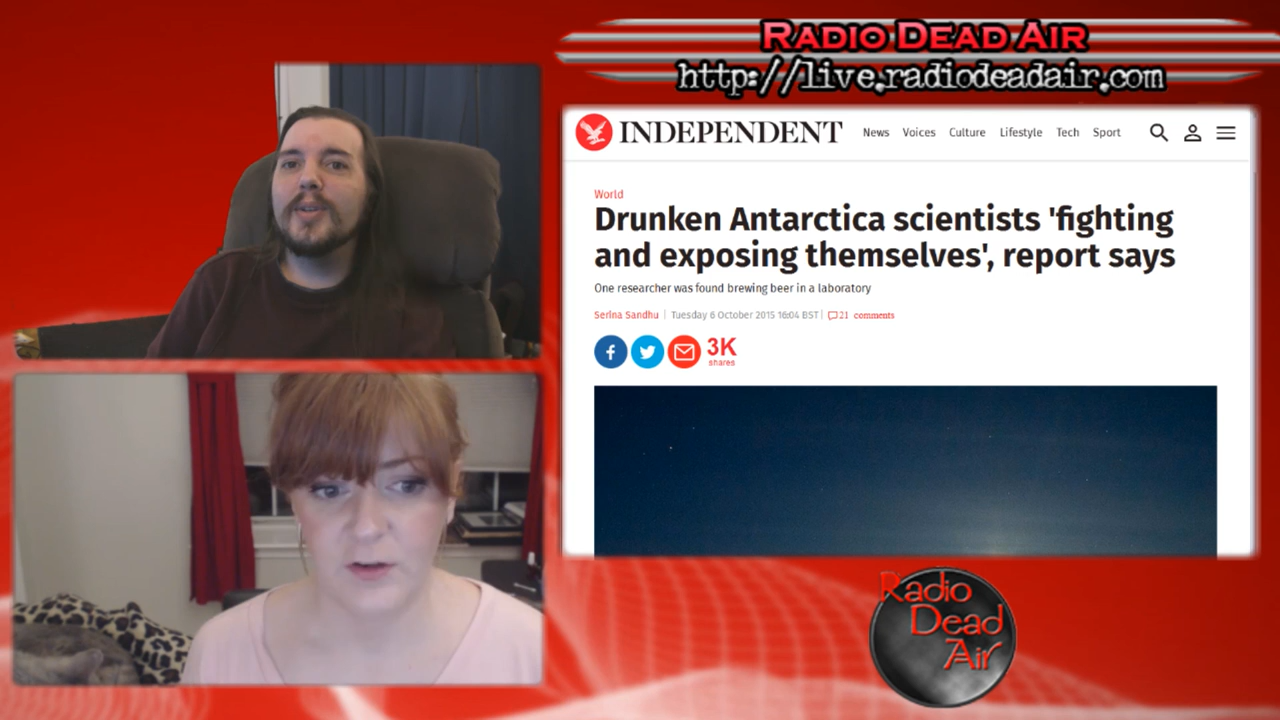 RADIO DEAD AIR
http://live.radiodeadair.com
INDEPENDENT
News Voices Culture Lifestyle Tech Sport
World
Drunken Antarctica scientists 'fighting
and exposing themselves', report says
One researcher was found brewing beer in a laboratory
Serina Sandhu | Tuesday 6 October 2015 16:04 BST | 21 comments
3K
shares
Radio
Dead
Air